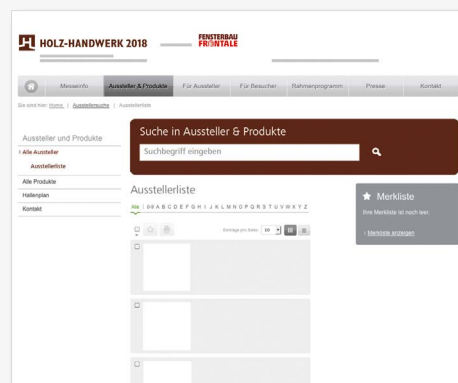 HOLZ-HANDWERK 2018
FENSTERBAU
FRONTALE
Messeinfo Aussteller & Produkte Für Aussteller Für Besucher Rahmenprogramm Presse Kontakt
Sie sind hier: Home | Ausstellersuche | Ausstellerliste
Aussteller und Produkte
Alle Aussteller
Ausstellerliste
Alle Produkte
Hallenplan
Kontakt
Suche in Aussteller & Produkte
Suchbegriff eingeben
Ausstellerliste
Alle | 0-9 A B C D E F G H I J K L M N O P Q R S T U V W X Y Z
Einträge pro Seite: 10
Merkliste
Ihre Merkliste ist noch leer.
› Merkliste anzeigen